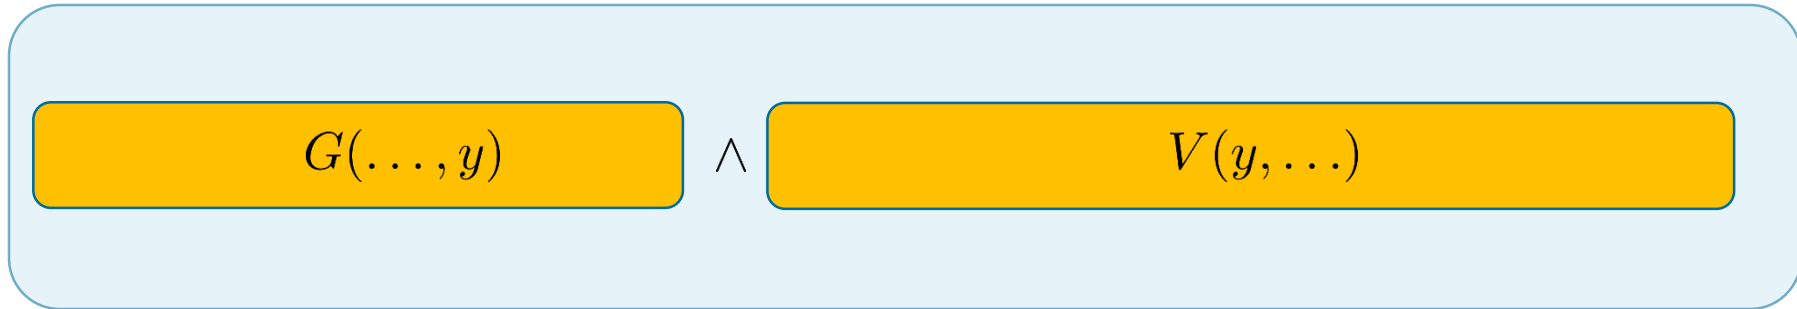 G(..., y) ∧ V(y, ...)